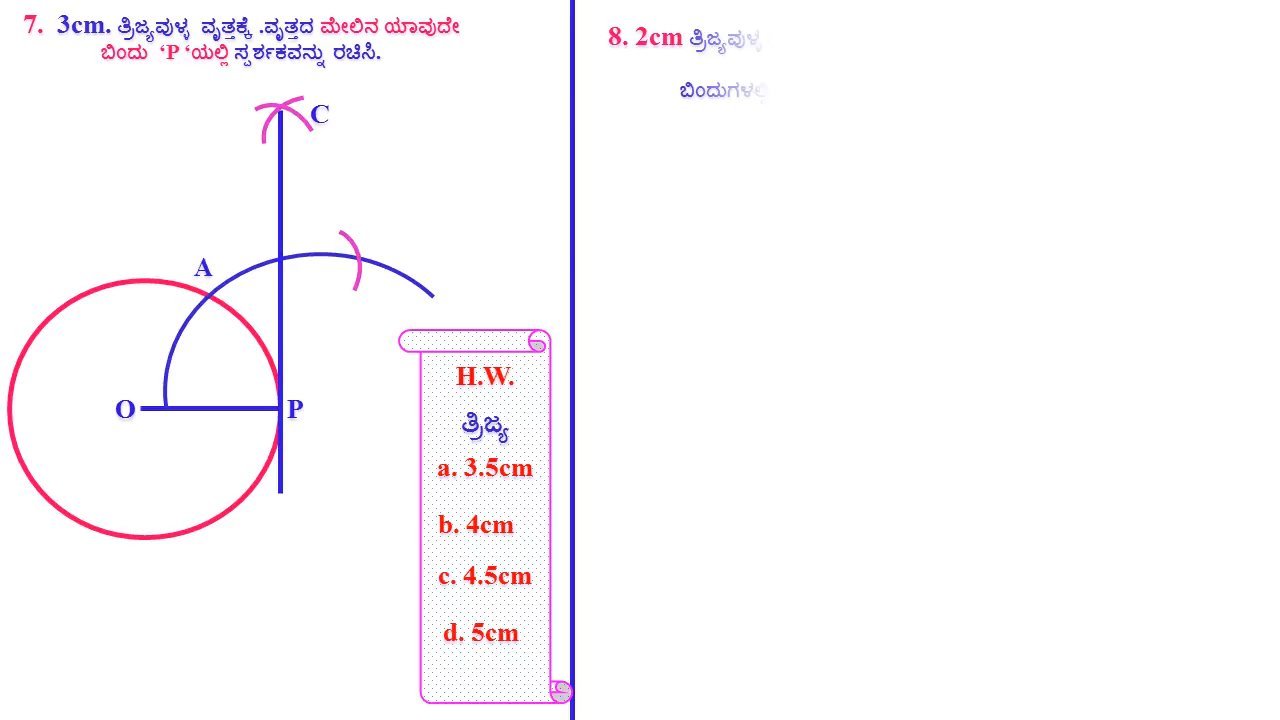 7. 3cm. ತ್ರಿಜ್ಯವುಳ್ಳ ವೃತ್ತಕ್ಕೆ .ವೃತ್ತದ ಮೇಲಿನ ಯಾವುದೇ
ಬಿಂದು ‘P ‘ಯಲ್ಲಿ ಸ್ಪರ್ಶಕವನ್ನು ರಚಿಸಿ.
C
A
O
P
H.W.
ತ್ರಿಜ್ಯ
a. 3.5cm
b. 4cm
c. 4.5cm
d. 5cm
8. 2cm ತ್ರಿಜ್ಯವುಳ್ಳ